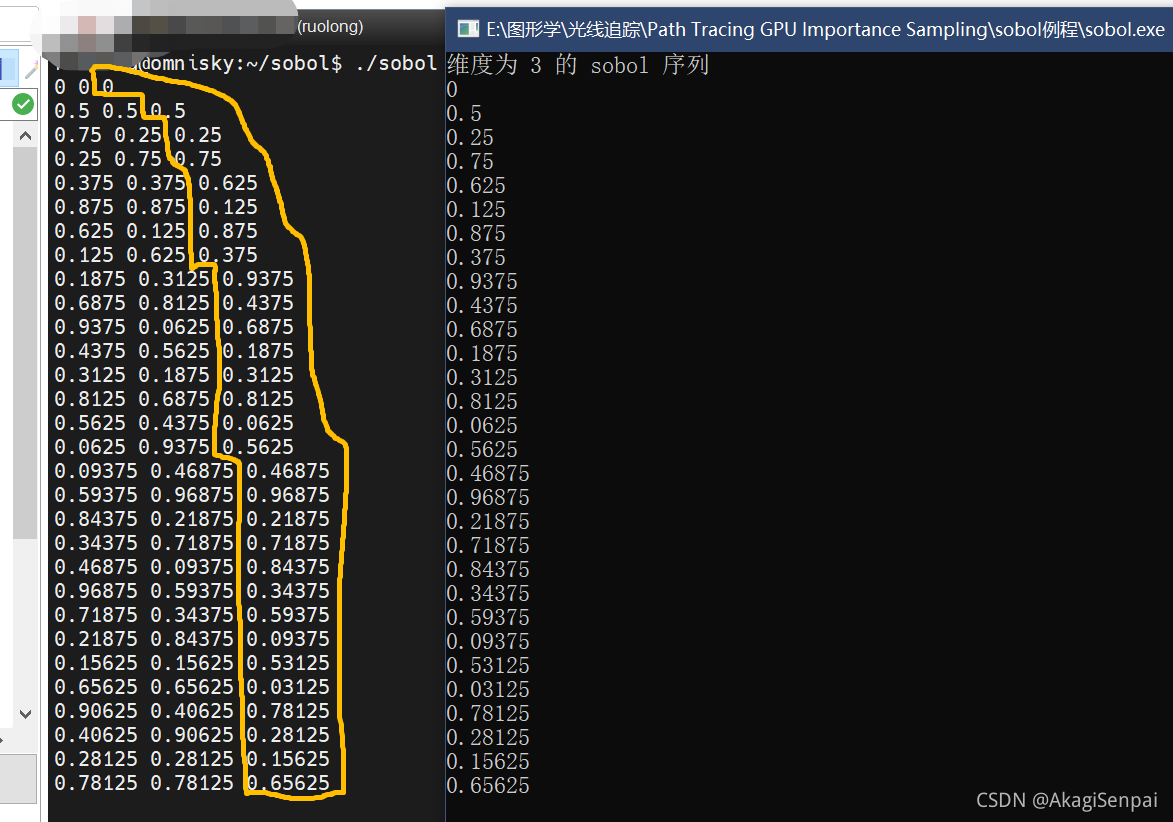 (ruolong)
@omnisky:~/sobol$ ./sobol
0 0 0
0.5 0.5 0.5
0.75 0.25 0.25
0.25 0.75 0.75
0.375 0.375 0.625
0.875 0.875 0.125
0.625 0.125 0.875
0.125 0.625 0.375
0.1875 0.3125 0.9375
0.6875 0.8125 0.4375
0.9375 0.0625 0.6875
0.4375 0.5625 0.1875
0.3125 0.1875 0.3125
0.8125 0.6875 0.8125
0.5625 0.4375 0.0625
0.0625 0.9375 0.5625
0.09375 0.46875 0.46875
0.59375 0.96875 0.96875
0.84375 0.21875 0.21875
0.34375 0.71875 0.71875
0.46875 0.09375 0.84375
0.96875 0.59375 0.34375
0.71875 0.34375 0.59375
0.21875 0.84375 0.09375
0.15625 0.15625 0.53125
0.65625 0.65625 0.03125
0.90625 0.40625 0.78125
0.40625 0.90625 0.28125
0.28125 0.28125 0.15625
0.78125 0.78125 0.65625
E:\图形学\光线追踪\Path Tracing GPU Importance Sampling\sobol例程\sobol.exe
维度为 3 的 sobol 序列
0
0.5
0.25
0.75
0.625
0.125
0.875
0.375
0.9375
0.4375
0.6875
0.1875
0.3125
0.8125
0.0625
0.5625
0.46875
0.96875
0.21875
0.71875
0.84375
0.34375
0.59375
0.09375
0.53125
0.03125
0.78125
0.28125
0.15625
0.65625
CSDN @AkagiSenpai